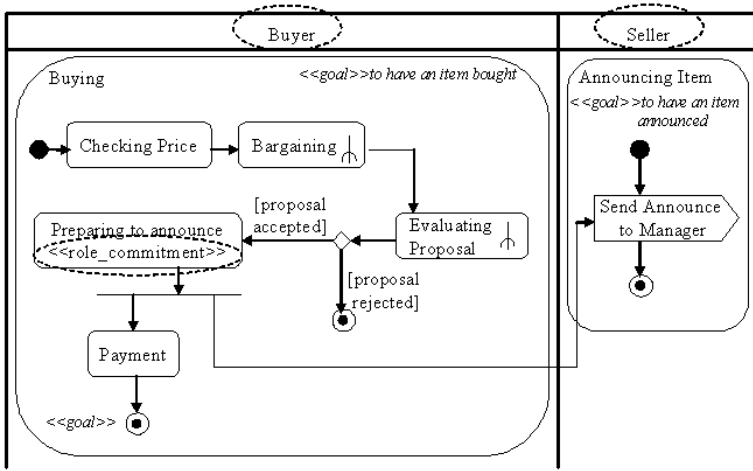 Buyer
Seller
Buying
<<goal>>to have an item bought
Checking Price
Bargaining
[proposal
accepted]
Evaluating
Proposal
Preparing to announce
<<role_commitment>>
[proposal
rejected]
Payment
<<goal>>
Announcing Item
<<goal>>to have an item
announced
Send Announce
to Manager